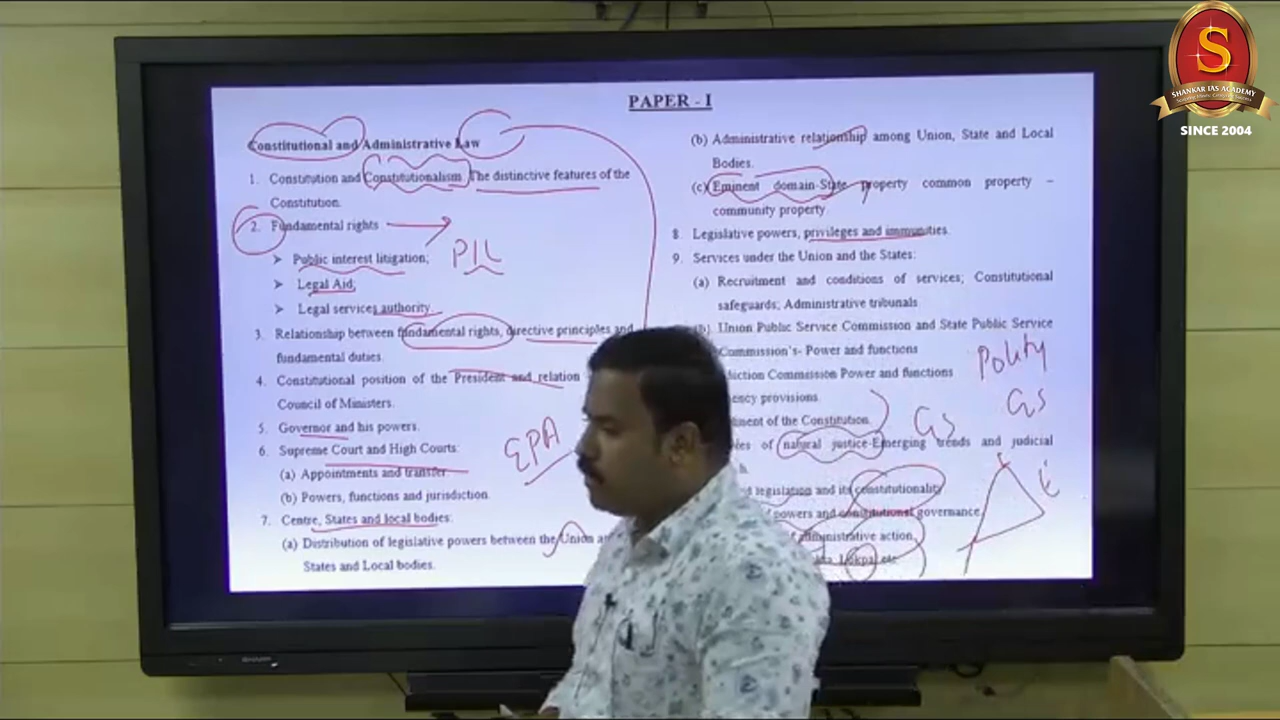 PAPER - I
Constitutional and Administrative Law
1. Constitution and Constitutionalism. The distinctive features of the
Constitution.
2. Fundamental rights
➤ Public interest litigation;
PIL
➤ Legal Aid;
➤ Legal services authority.
3. Relationship between fundamental rights, directive principles and
fundamental duties.
4. Constitutional position of the President and relation
Council of Ministers.
5. Governor and his powers.
6. Supreme Court and High Courts:
(a) Appointments and transfer.
(b) Powers, functions and jurisdiction.
EPA
7. Centre, States and local bodies:
(a) Distribution of legislative powers between the Union
States and Local bodies.
(b) Administrative relationship among Union, State and Local
Bodies.
(c) Eminent domain-State property common property –
community property.
8. Legislative powers, privileges and immunities.
9. Services under the Union and the States:
(a) Recruitment and conditions of services; Constitutional
safeguards; Administrative tribunals.
Union Public Service Commission and State Public Service
Commission's- Power and functions
Commission Power and functions
provisions.
of the Constitution.
of natural justice-Emerging trends and judicial
legislation and its constitutionality
powers and constitutional governance.
administrative action.
Lokpal etc.
Polity
GS
GS
S
SHANKAR IAS ACADEMY
SINCE 2004